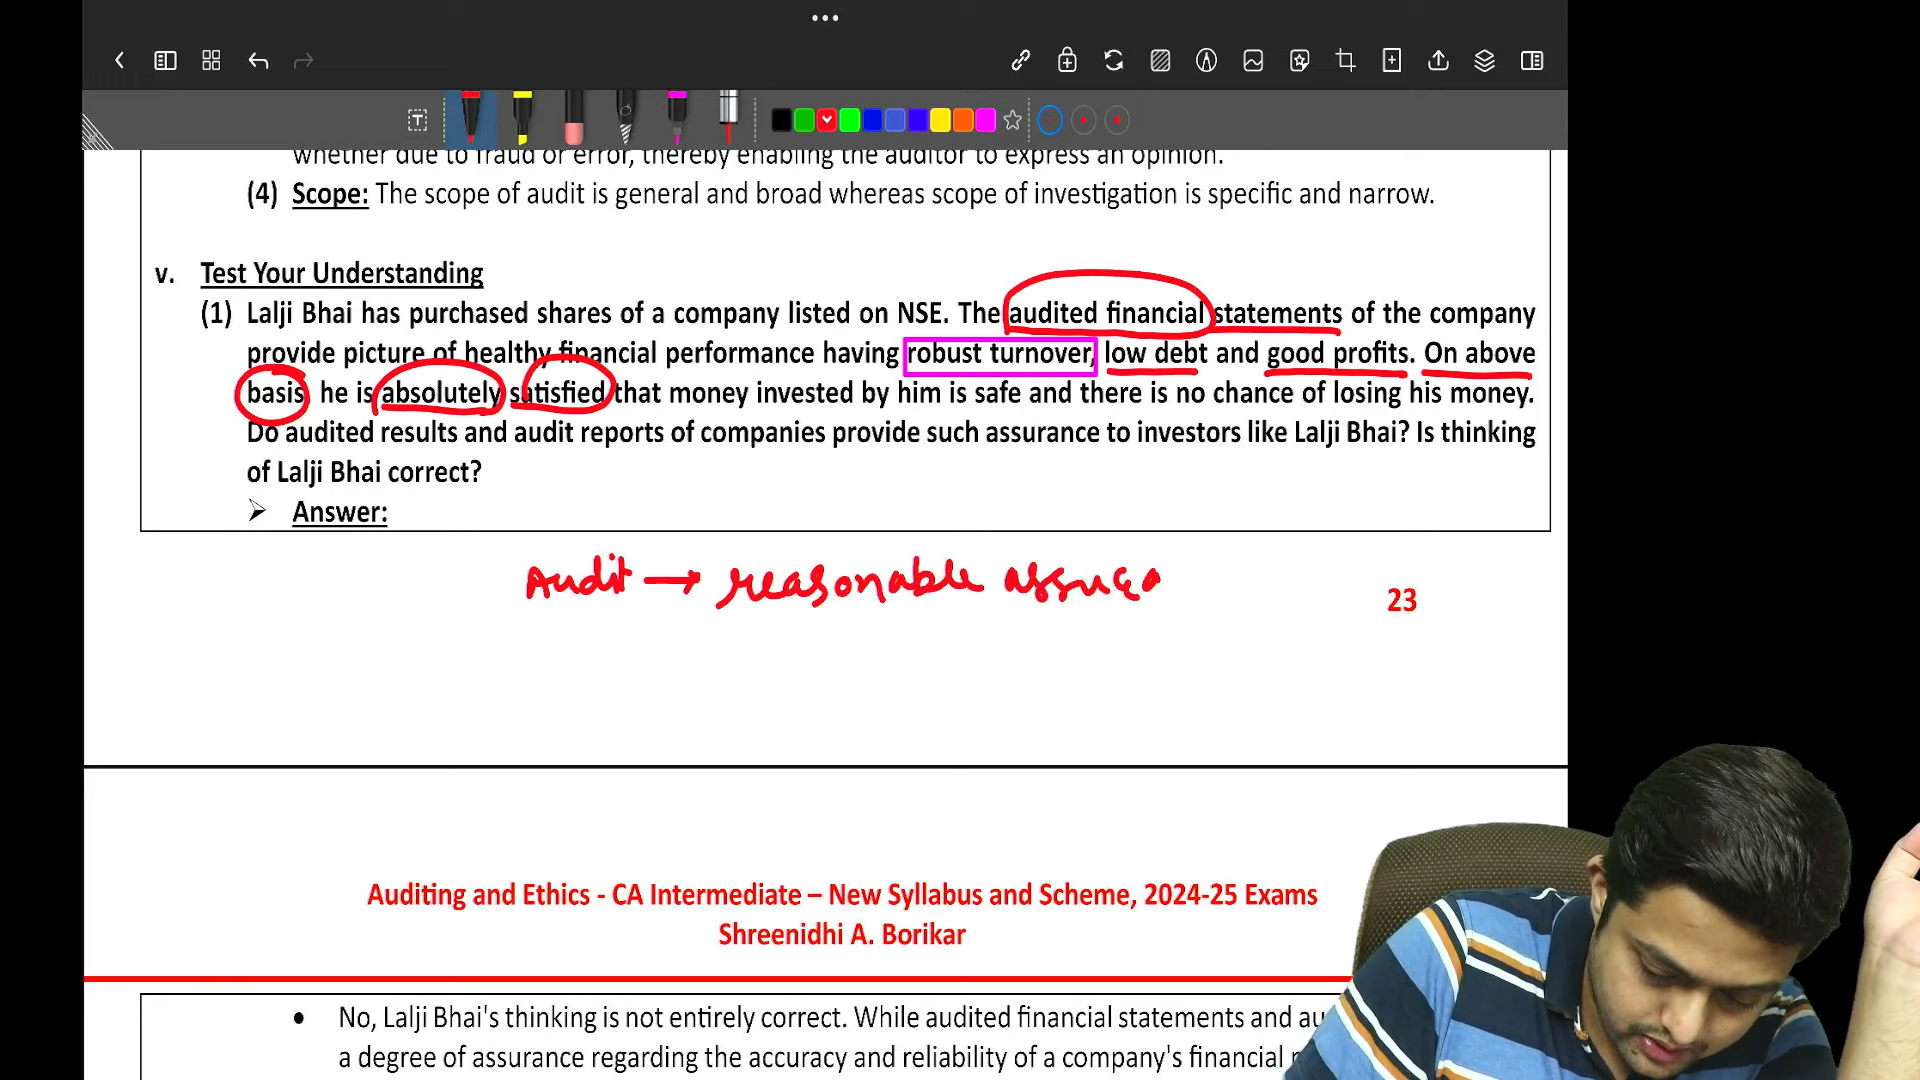 whether due to fraud or error, thereby enabling the auditor to express an opinion.
(4) Scope: The scope of audit is general and broad whereas scope of investigation is specific and narrow.
v. Test Your Understanding
(1) Lalji Bhai has purchased shares of a company listed on NSE. The audited financial statements of the company
provide picture of healthy financial performance having robust turnover, low debt and good profits. On above
basis he is absolutely satisfied that money invested by him is safe and there is no chance of losing his money.
Do audited results and audit reports of companies provide such assurance to investors like Lalji Bhai? Is thinking
of Lalji Bhai correct?
➢ Answer:
Audit → reasonable
23
Auditing and Ethics - CA Intermediate – New Syllabus and Scheme, 2024-25 Exams
Shreenidhi A. Borikar
• No, Lalji Bhai's thinking is not entirely correct. While audited financial statements and au
a degree of assurance regarding the accuracy and reliability of a company's financial